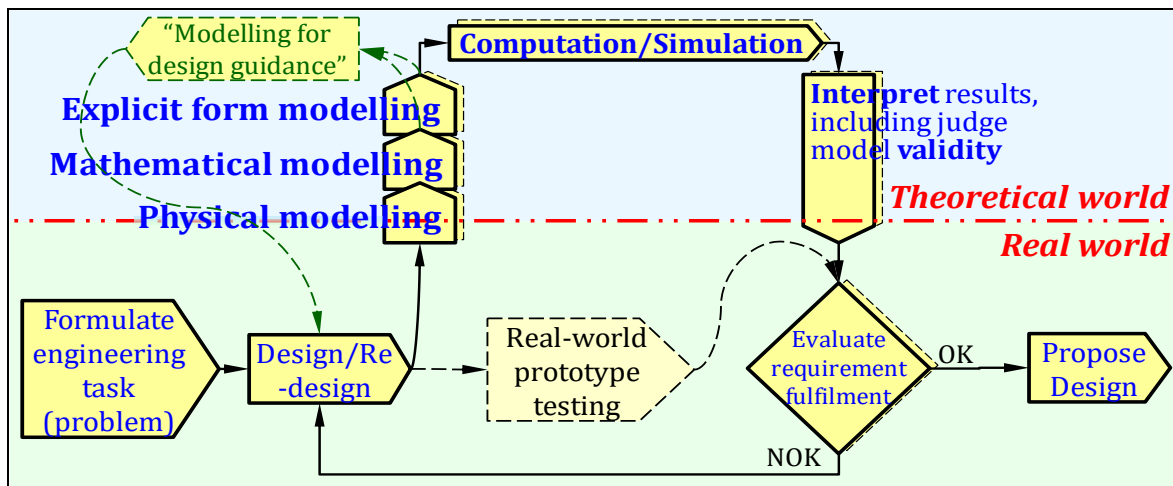 “Modelling for
design guidance”
Computation/Simulation
Explicit form modelling
Mathematical modelling
Physical modelling
Interpret results,
including judge
model validity
Theoretical world
Real world
Formulate
engineering
task
(problem)
Design/Re
-design
Real-world
prototype
testing
Evaluate
requirement
fulfilment
OK
NOK
Propose
Design